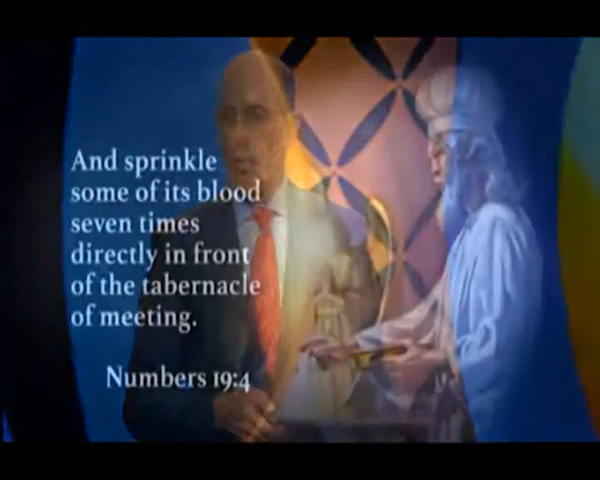 And sprinkle
some of its blood
seven times
directly in front
of the tabernacle
of meeting.
Numbers 19:4